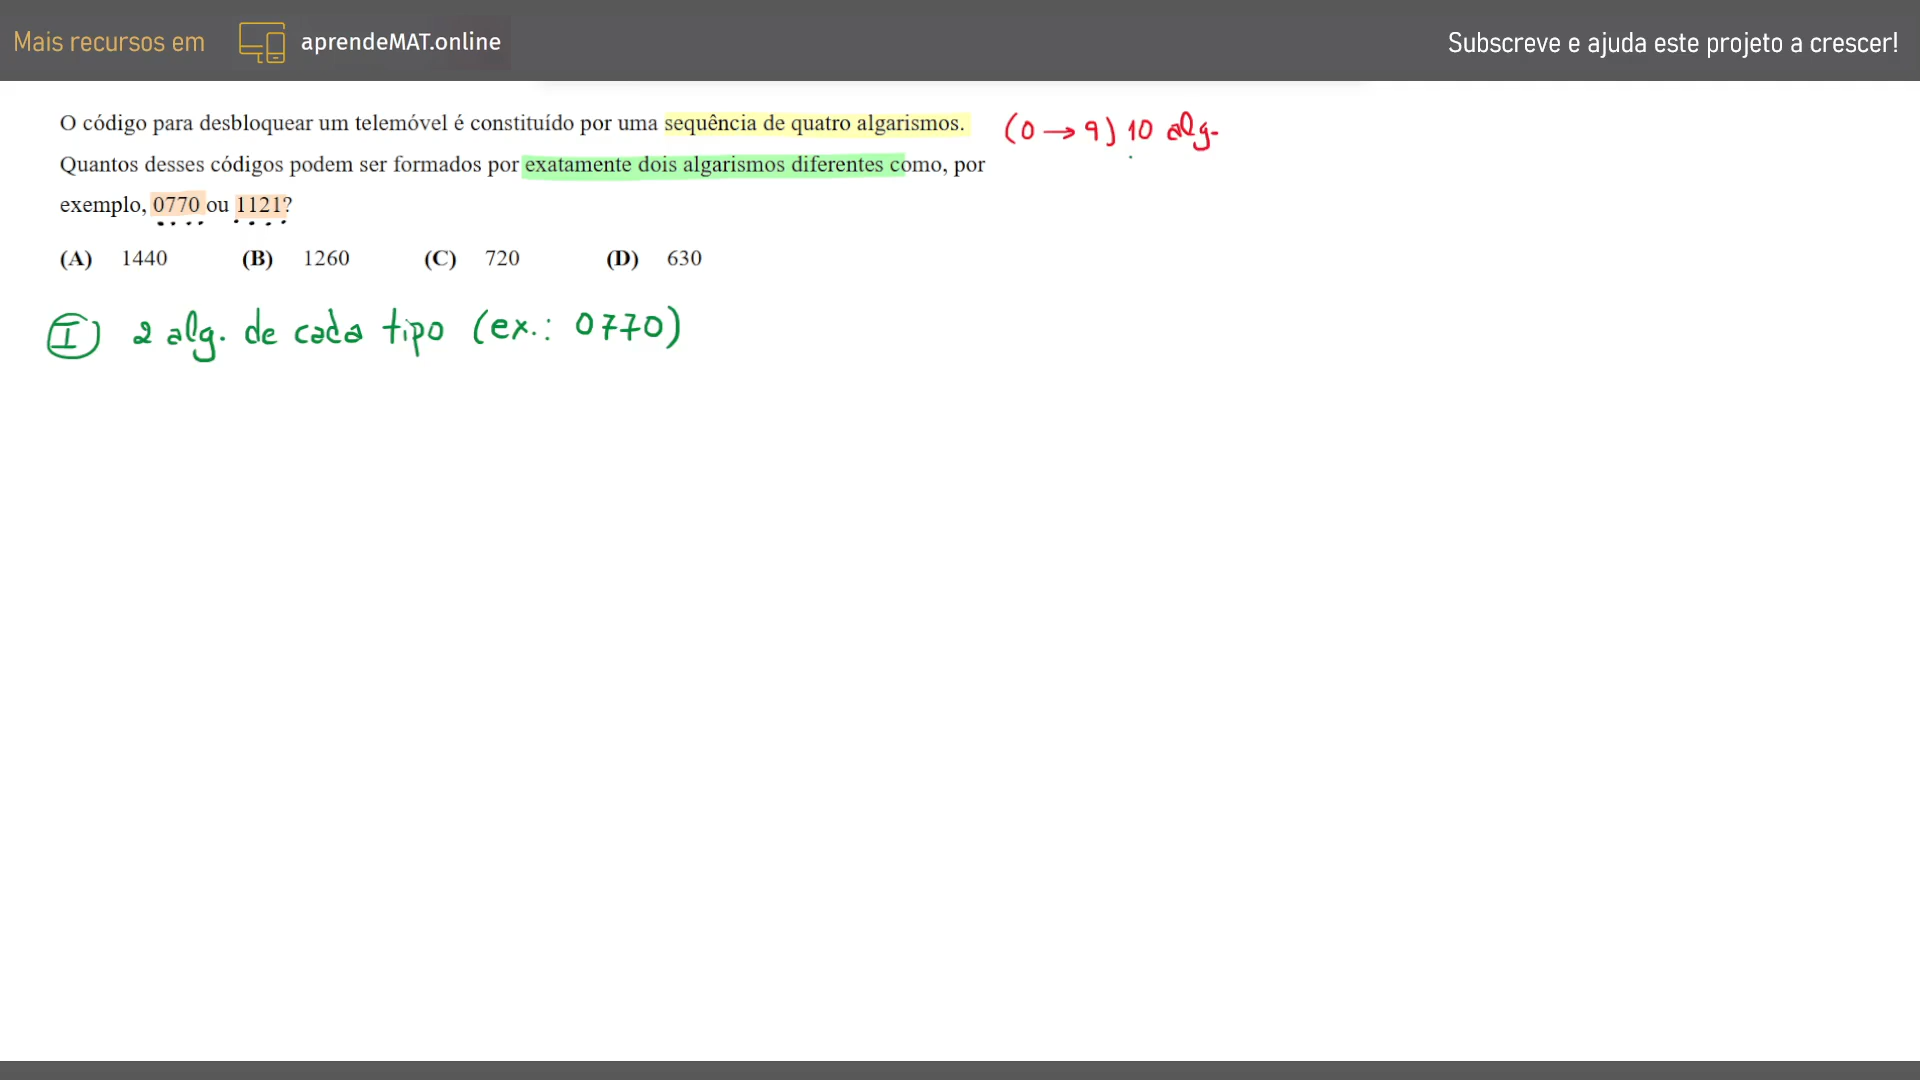 Mais recursos em aprendeMAT.online Subscreve e ajuda este projeto a crescer!
O código para desbloquear um telemóvel é constituído por uma sequência de quatro algarismos. (0 → 9) 10 alg.
Quantos desses códigos podem ser formados por exatamente dois algarismos diferentes como, por
exemplo, 0770 ou 1121?
(A) 1440 (B) 1260 (C) 720 (D) 630
I) 2 alg. de cada tipo (ex.: 0770)